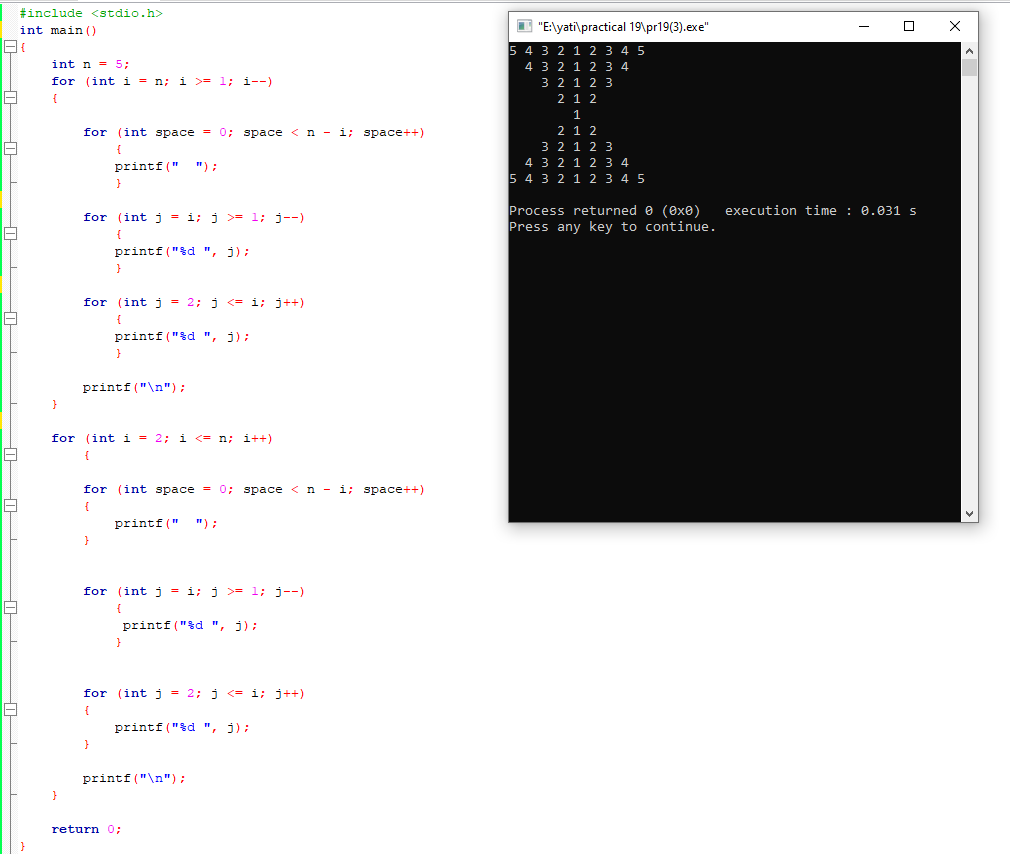 #include <stdio.h>
int main()
{
    int n = 5;
    for (int i = n; i >= 1; i--)
    {
        for (int space = 0; space < n - i; space++)
            {
            printf("  ");
            }
        for (int j = i; j >= 1; j--)
            {
            printf("%d ", j);
            }
        for (int j = 2; j <= i; j++)
            {
            printf("%d ", j);
            }
        printf("\n");
    }
    for (int i = 2; i <= n; i++)
        {
        for (int space = 0; space < n - i; space++)
        {
            printf("  ");
        }
        for (int j = i; j >= 1; j--)
            {
             printf("%d ", j);
            }
        for (int j = 2; j <= i; j++)
        {
            printf("%d ", j);
        }
        printf("\n");
    }
    return 0;
}
"E:\yati\practical 19\pr19(3).exe"
5 4 3 2 1 2 3 4 5
  4 3 2 1 2 3 4
    3 2 1 2 3
      2 1 2
        1
      2 1 2
    3 2 1 2 3
  4 3 2 1 2 3 4
5 4 3 2 1 2 3 4 5
Process returned 0 (0x0)   execution time : 0.031 s
Press any key to continue.